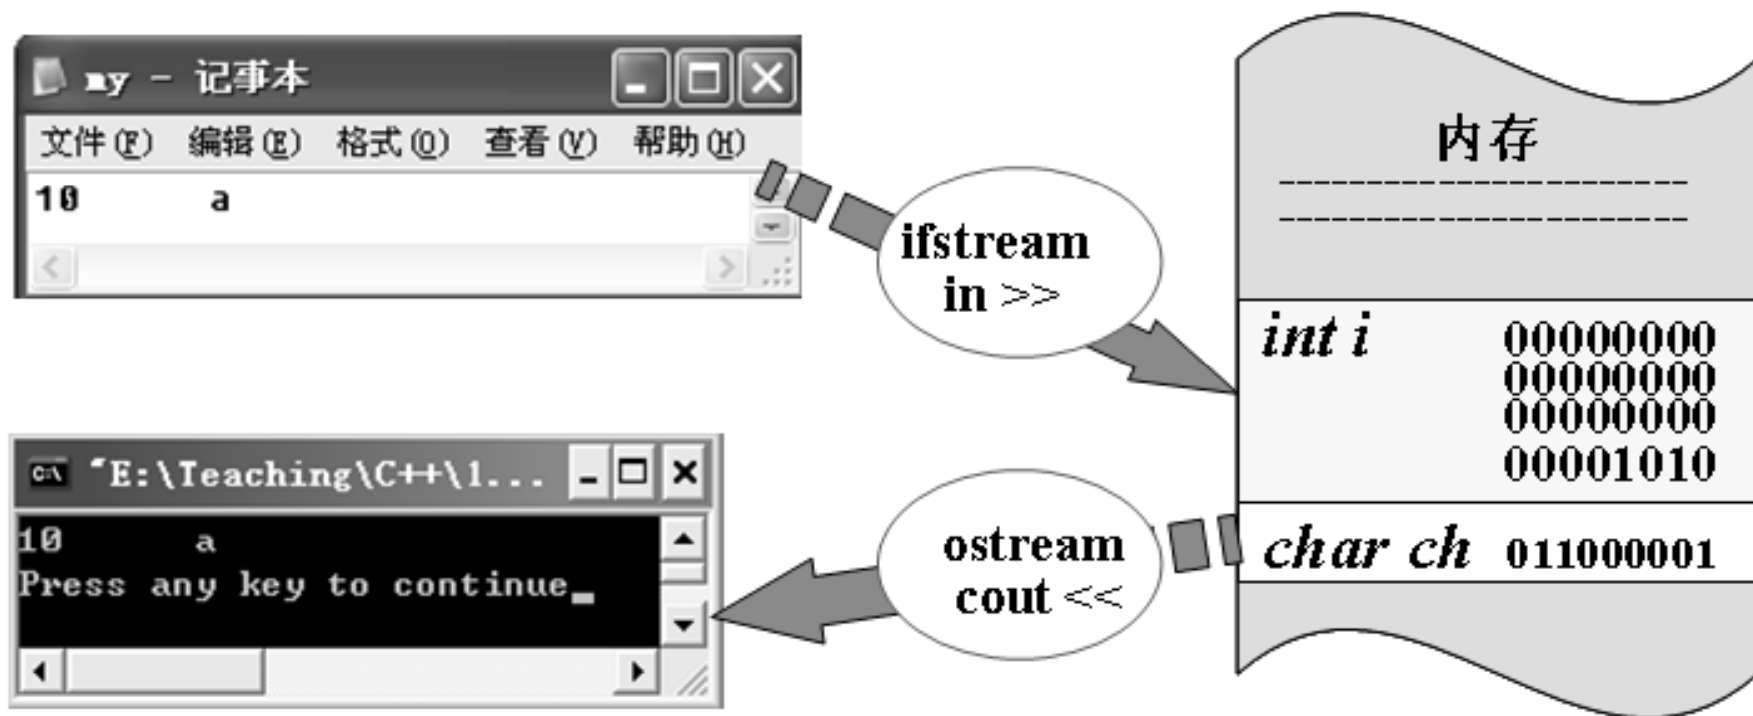 my - 记事本
文件(F) 编辑(E) 格式(O) 查看(V) 帮助(H)
10 a
ifstream
in >>
内存
int i 00000000
00000000
00000000
00001010
char ch 011000001
ostream
cout <<
C:\ "E:\Teaching\C++\1...
10 a
Press any key to continue_